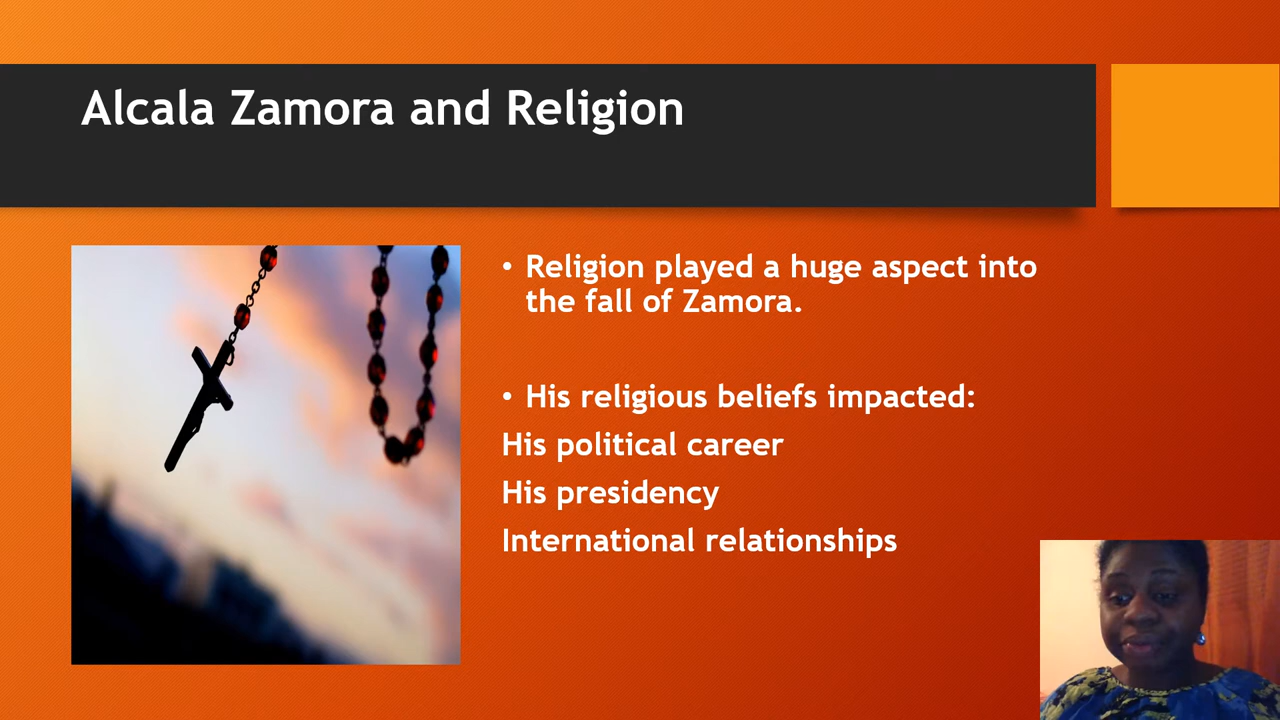 Alcala Zamora and Religion
• Religion played a huge aspect into
the fall of Zamora.
• His religious beliefs impacted:
His political career
His presidency
International relationships